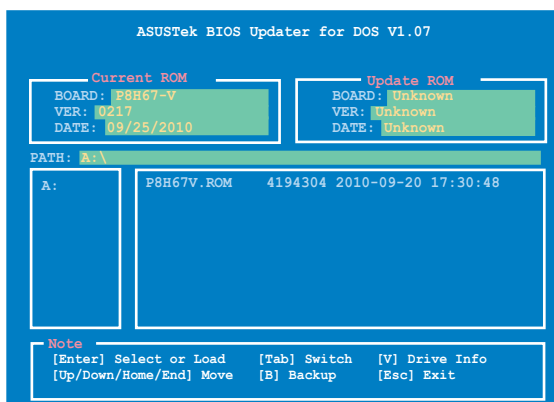 ASUSTek BIOS Updater for DOS V1.07
Current ROM
BOARD: P8H67-V
VER: 0217
DATE: 09/25/2010
Update ROM
BOARD: Unknown
VER: Unknown
DATE: Unknown
PATH: A:\
A:
P8H67V.ROM 4194304 2010-09-20 17:30:48
Note
[Enter] Select or Load [Tab] Switch [V] Drive Info
[Up/Down/Home/End] Move [B] Backup [Esc] Exit